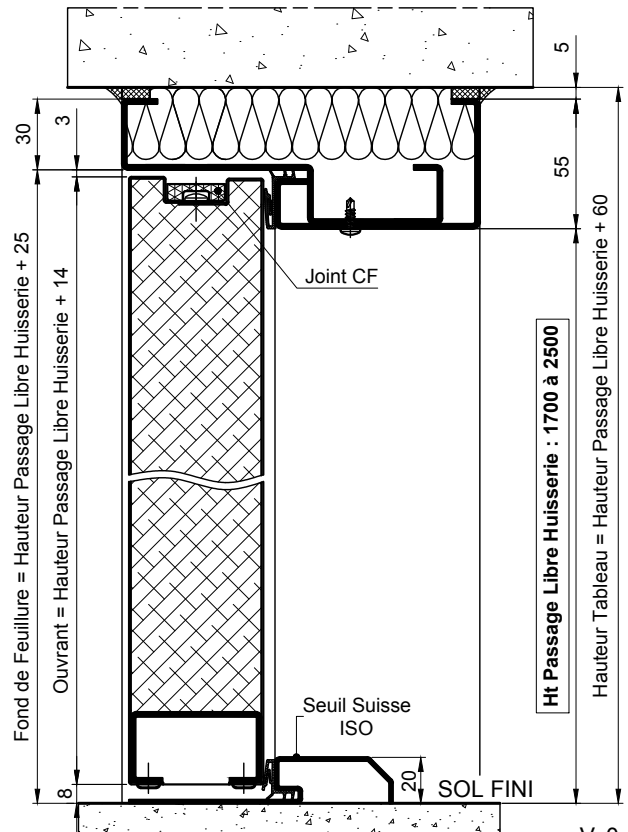 5
30
3
55
Joint CF
Fond de Feuillure = Hauteur Passage Libre Huisserie + 25
Ouvrant = Hauteur Passage Libre Huisserie + 14
Ht Passage Libre Huisserie : 1700 à 2500
Hauteur Tableau = Hauteur Passage Libre Huisserie + 60
Seuil Suisse
ISO
20
SOL FINI
8